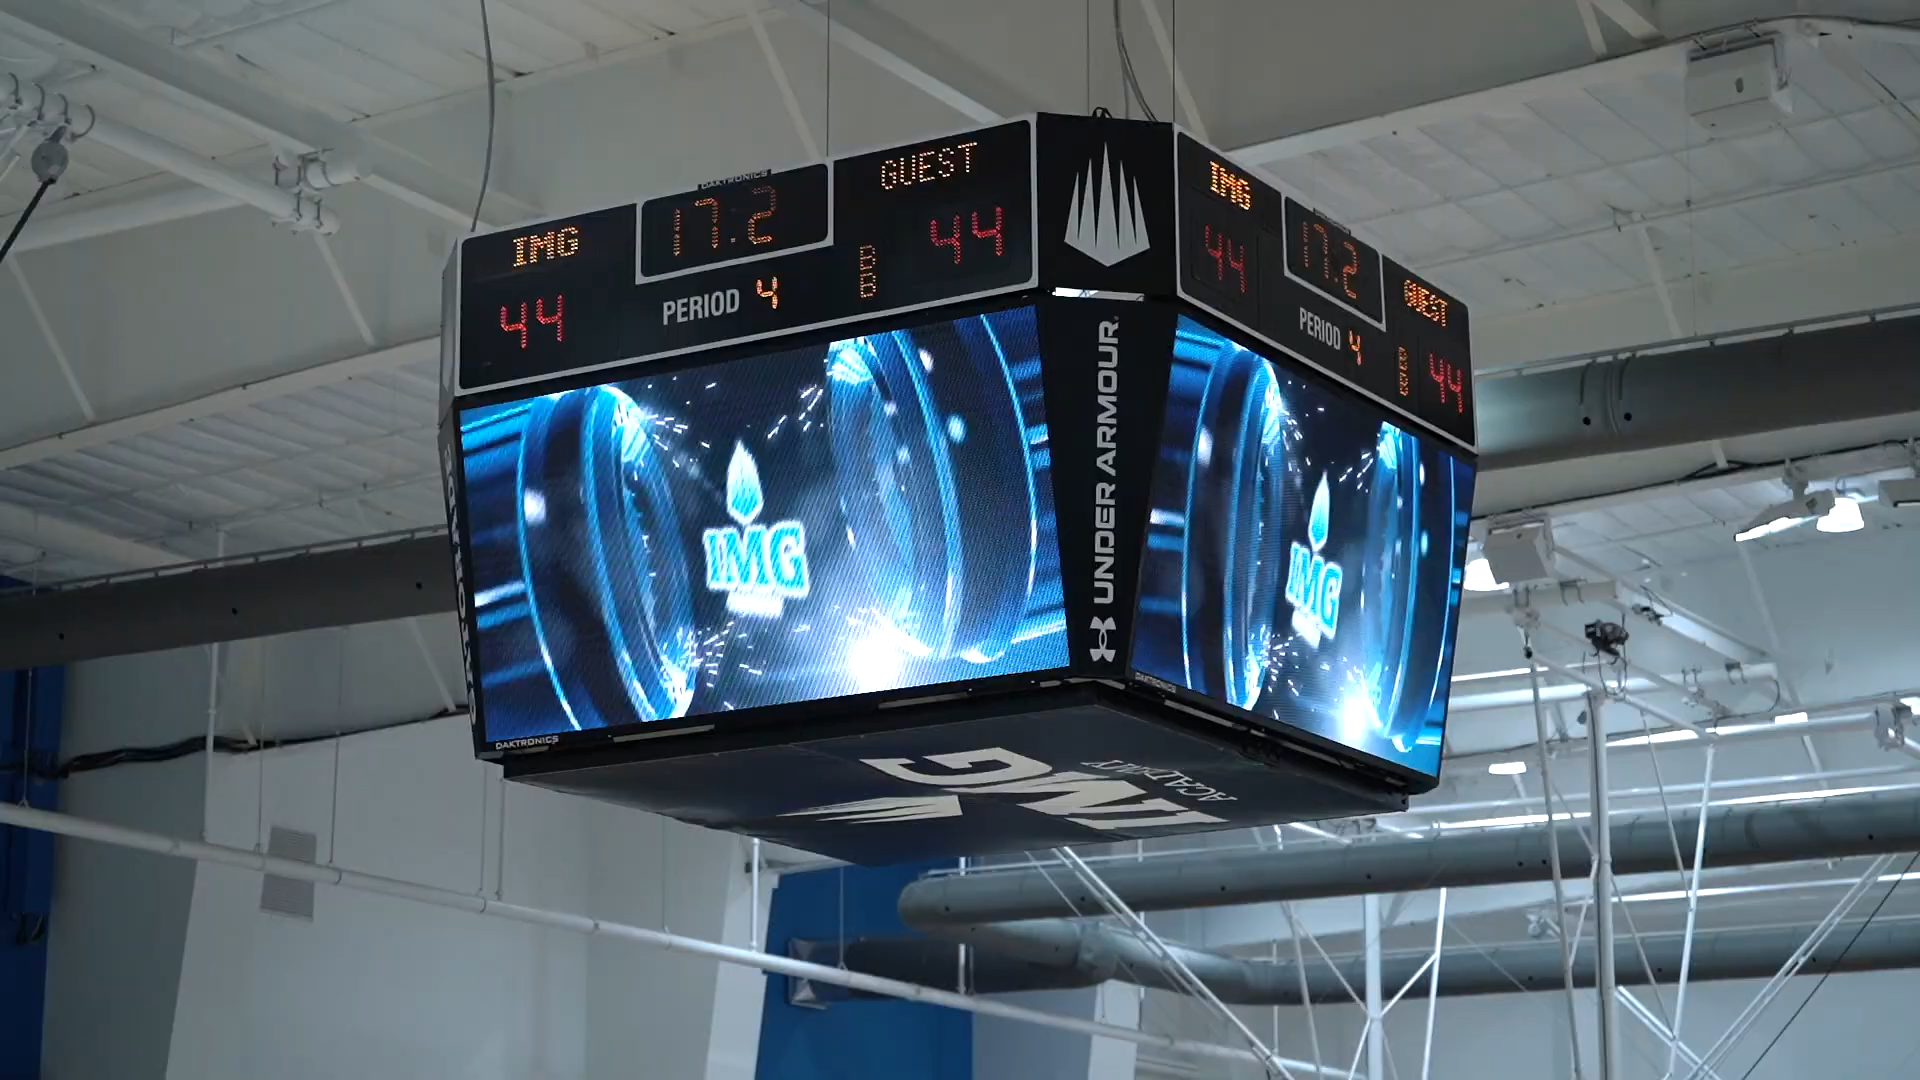 DAKTRONICS
IMG
17.2
GUEST
44
PERIOD 4
B
B
44
IMG
DAKTRONICS
UNDER ARMOUR
IMG
17.2
GUEST
44
PERIOD 4
B
B
44
IMG
DAKTRONICS
IMG
ACADEMY